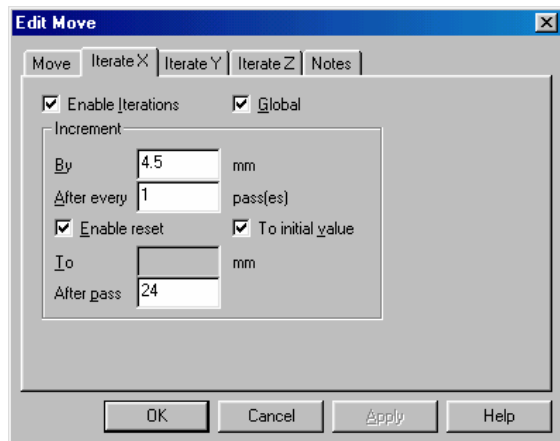 Edit Move
Move Iterate X Iterate Y Iterate Z Notes
Enable Iterations Global
Increment
By 4.5 mm
After every 1 pass(es)
Enable reset To initial value
To mm
After pass 24
OK Cancel Apply Help